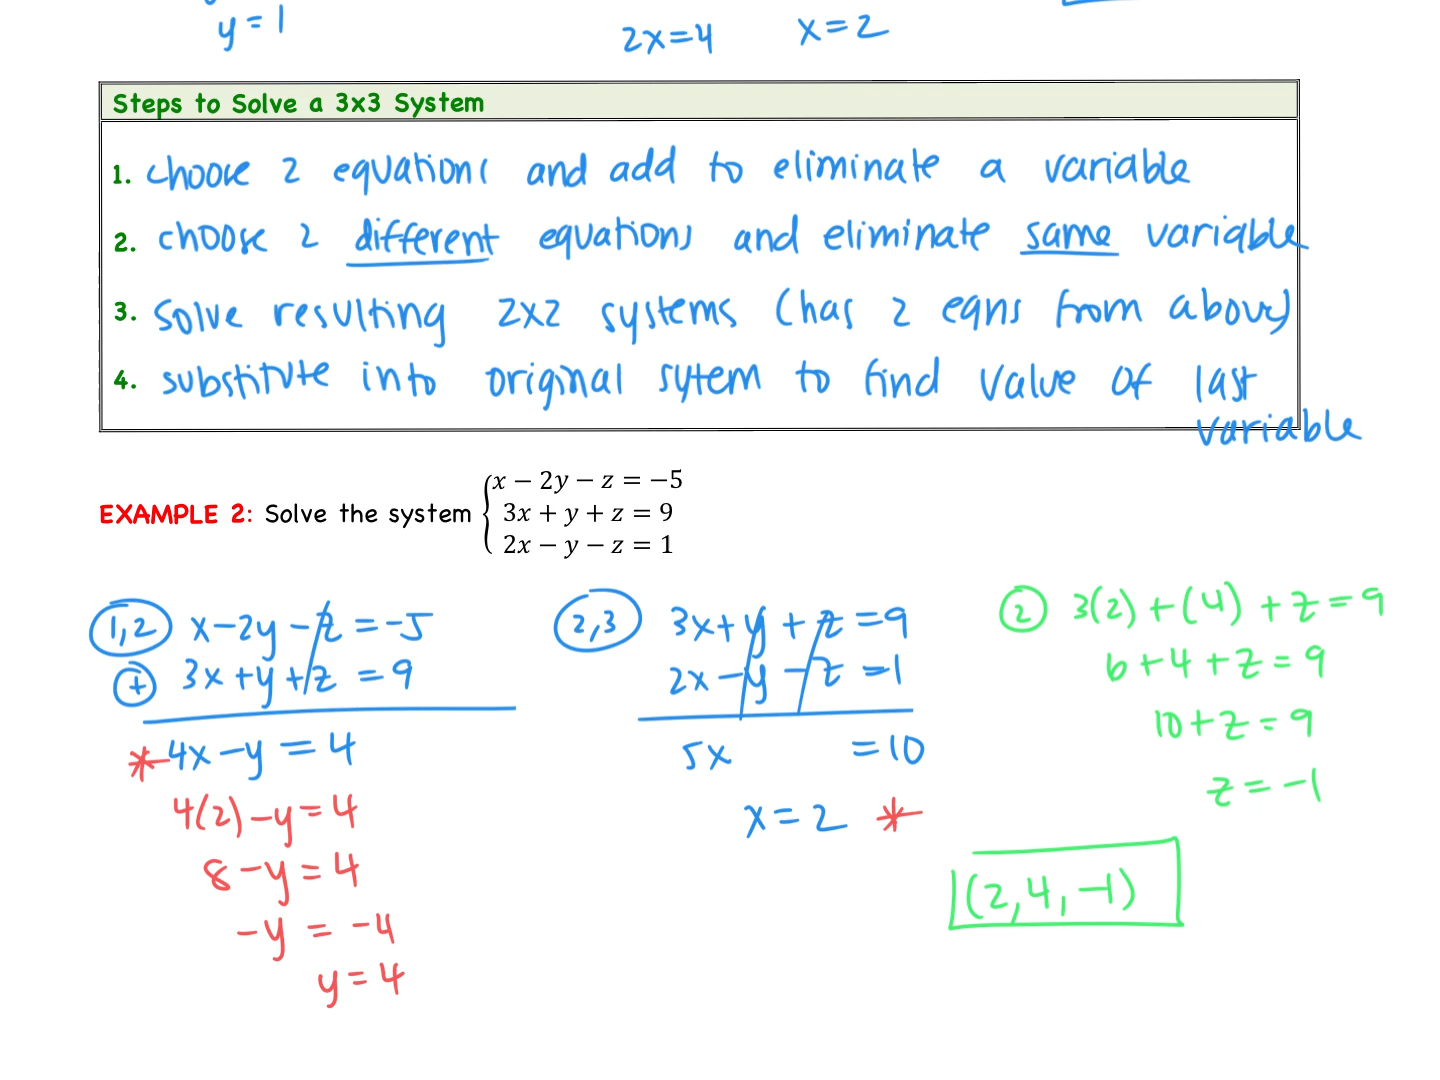 y = 1
2x=4
x=2
Steps to Solve a 3x3 System
1. choose 2 equations and add to eliminate a variable
2. choose 2 different equations and eliminate same variable
3. Solve resulting 2x2 systems (has 2 eqns from above)
4. substitute into original sytem to find value of last
variable
EXAMPLE 2: Solve the system
x − 2y − z = −5
3x + y + z = 9
2x − y − z = 1
1,2 x-2y-z=-5
+ 3x+y+z=9
*4x-y=4
4(2)-y=4
8-y=4
-y=-4
y=4
2,3 3x+y+z=9
2x-y-z=1
5x =10
x=2 *
2 3(2)+(4)+z=9
6+4+z=9
10+z=9
z=-1
(2,4,-1)